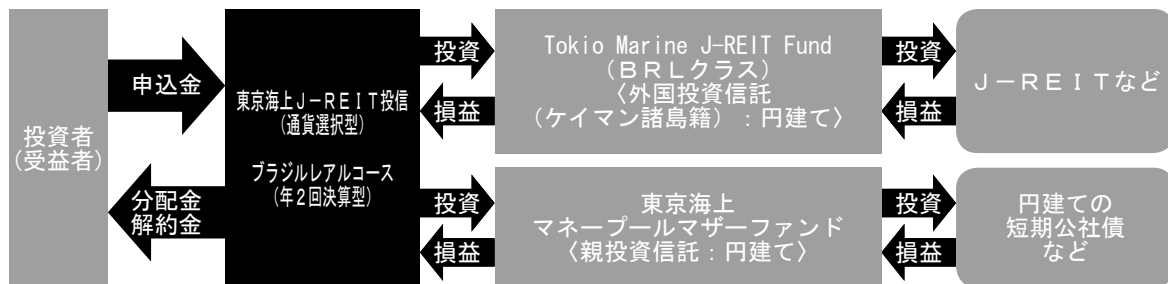 投資者
(受益者)
申込金
分配金
解約金
東京海上J-REIT投信
(通貨選択型)
ブラジルレアルコース
(年2回決算型)
投資
損益
Tokio Marine J-REIT Fund
(BRLクラス)
〈外国投資信託
(ケイマン諸島籍):円建て〉
投資
損益
J-REITなど
投資
損益
東京海上
マネープールマザーファンド
〈親投資信託:円建て〉
投資
損益
円建ての
短期公社債
など